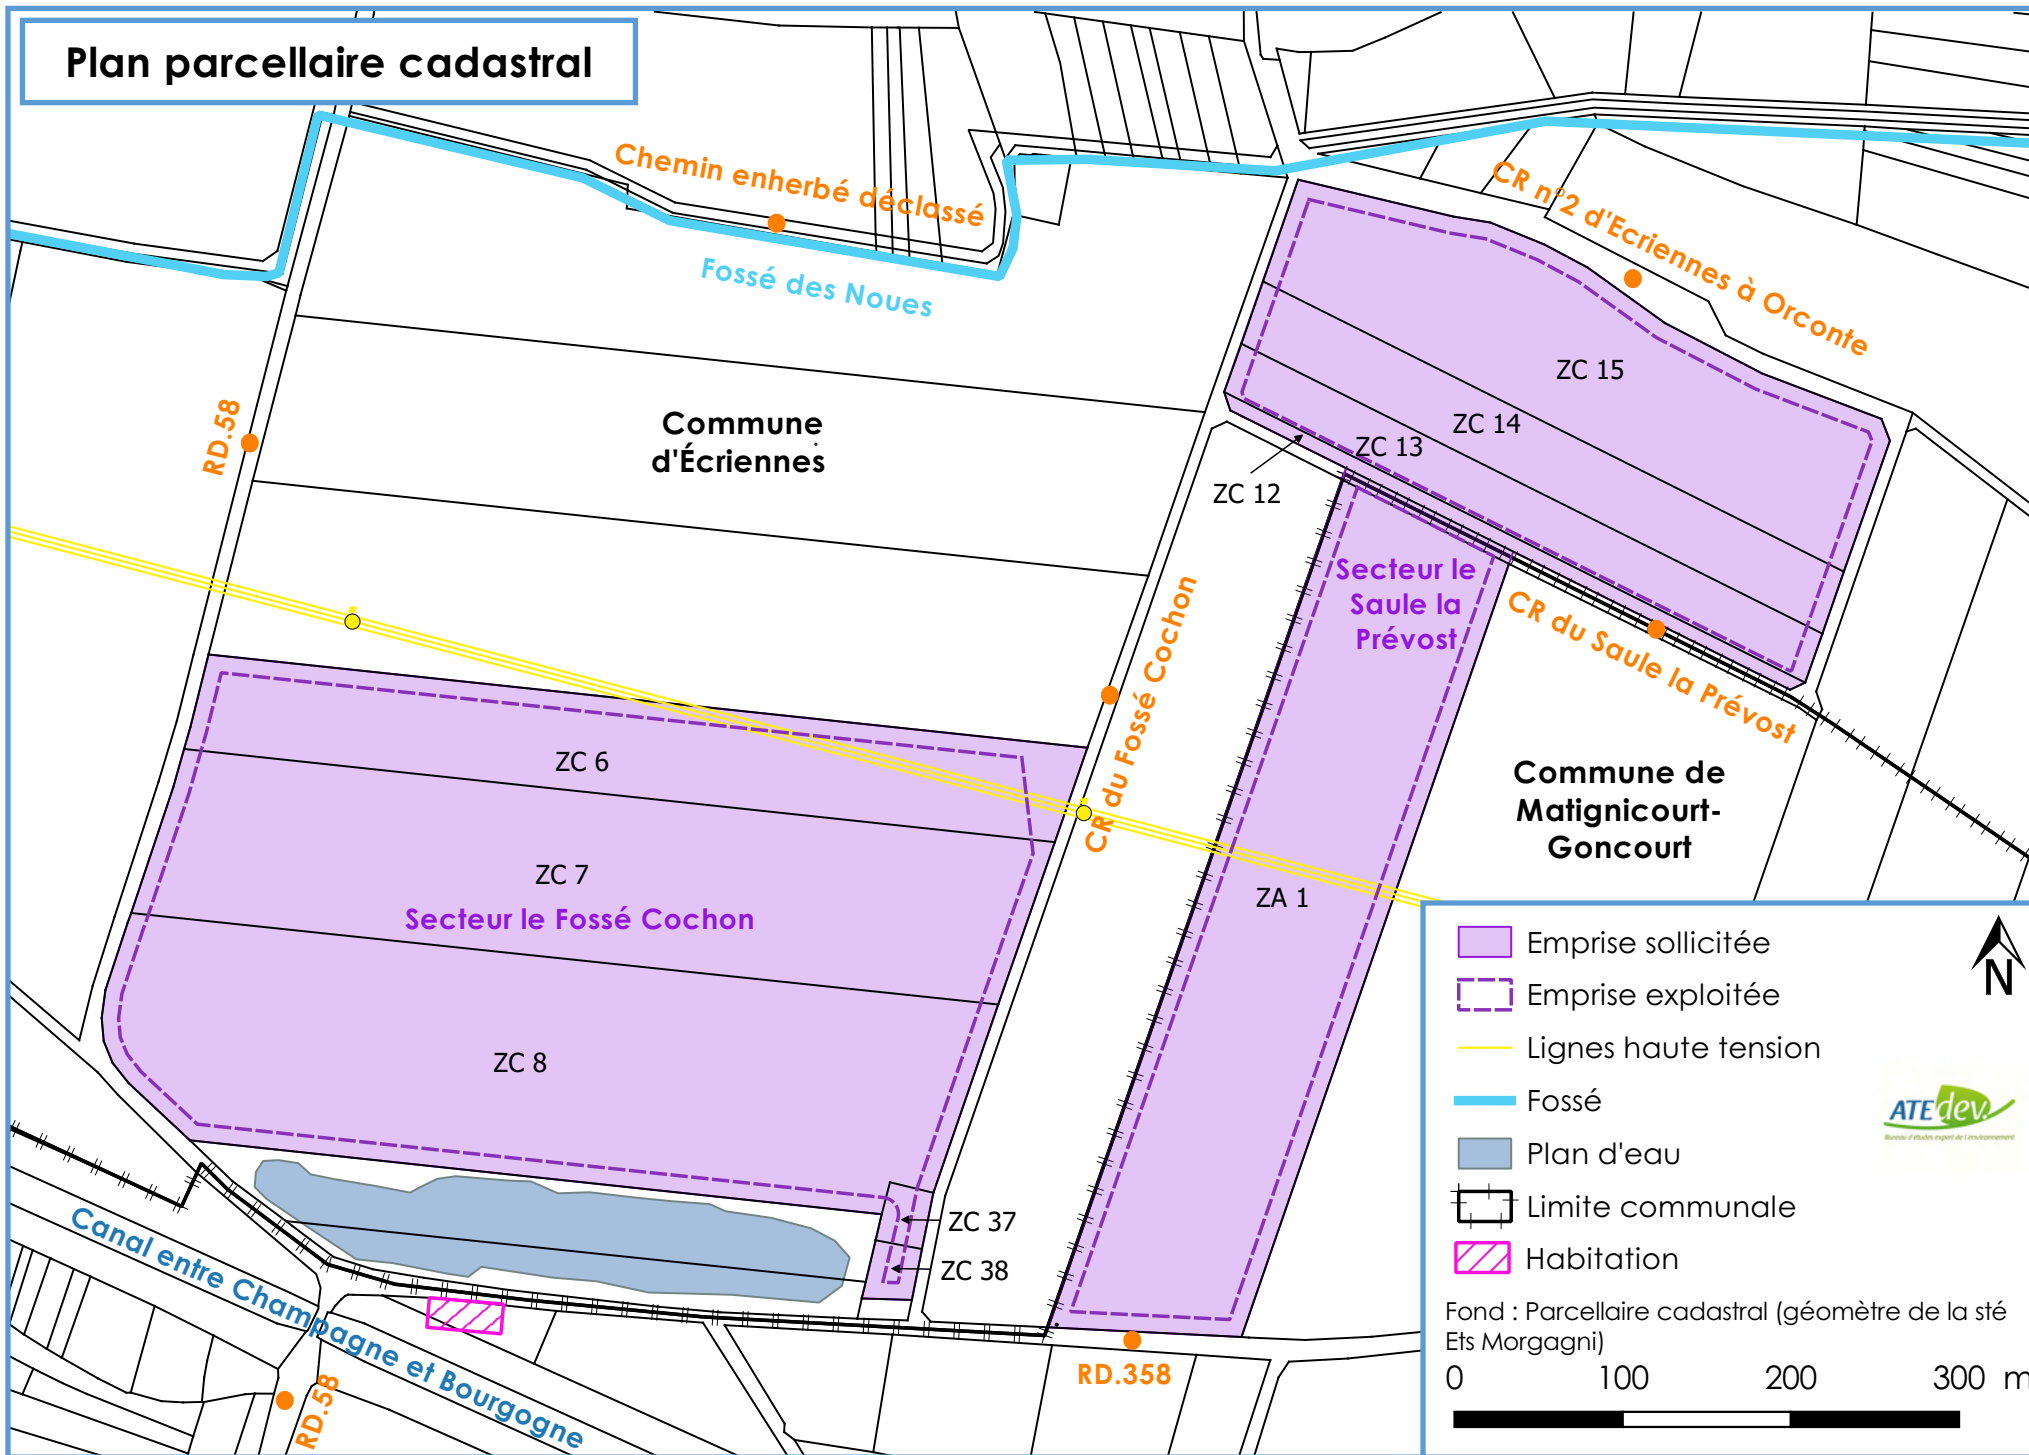 Plan parcellaire cadastral
Chemin enherbé déclassé
Fossé des Noues
CR n°2 d'Ecriennes à Orconte
RD.58
Commune
d'Écriennes
ZC 15
ZC 14
ZC 13
ZC 12
Secteur le
Saule la
Prévost
CR du Saule la Prévost
CR du Fossé Cochon
ZC 6
ZC 7
Secteur le Fossé Cochon
ZC 8
ZA 1
Commune de
Matignicourt-
Goncourt
ZC 37
ZC 38
Canal entre Champagne et Bourgogne
RD.58
RD.358
Emprise sollicitée
Emprise exploitée
Lignes haute tension
Fossé
Plan d'eau
Limite communale
Habitation
N
ATEdev.
Bureau d'études expert de l'environnement
Fond : Parcellaire cadastral (géomètre de la sté
Ets Morgagni)
0 100 200 300 m